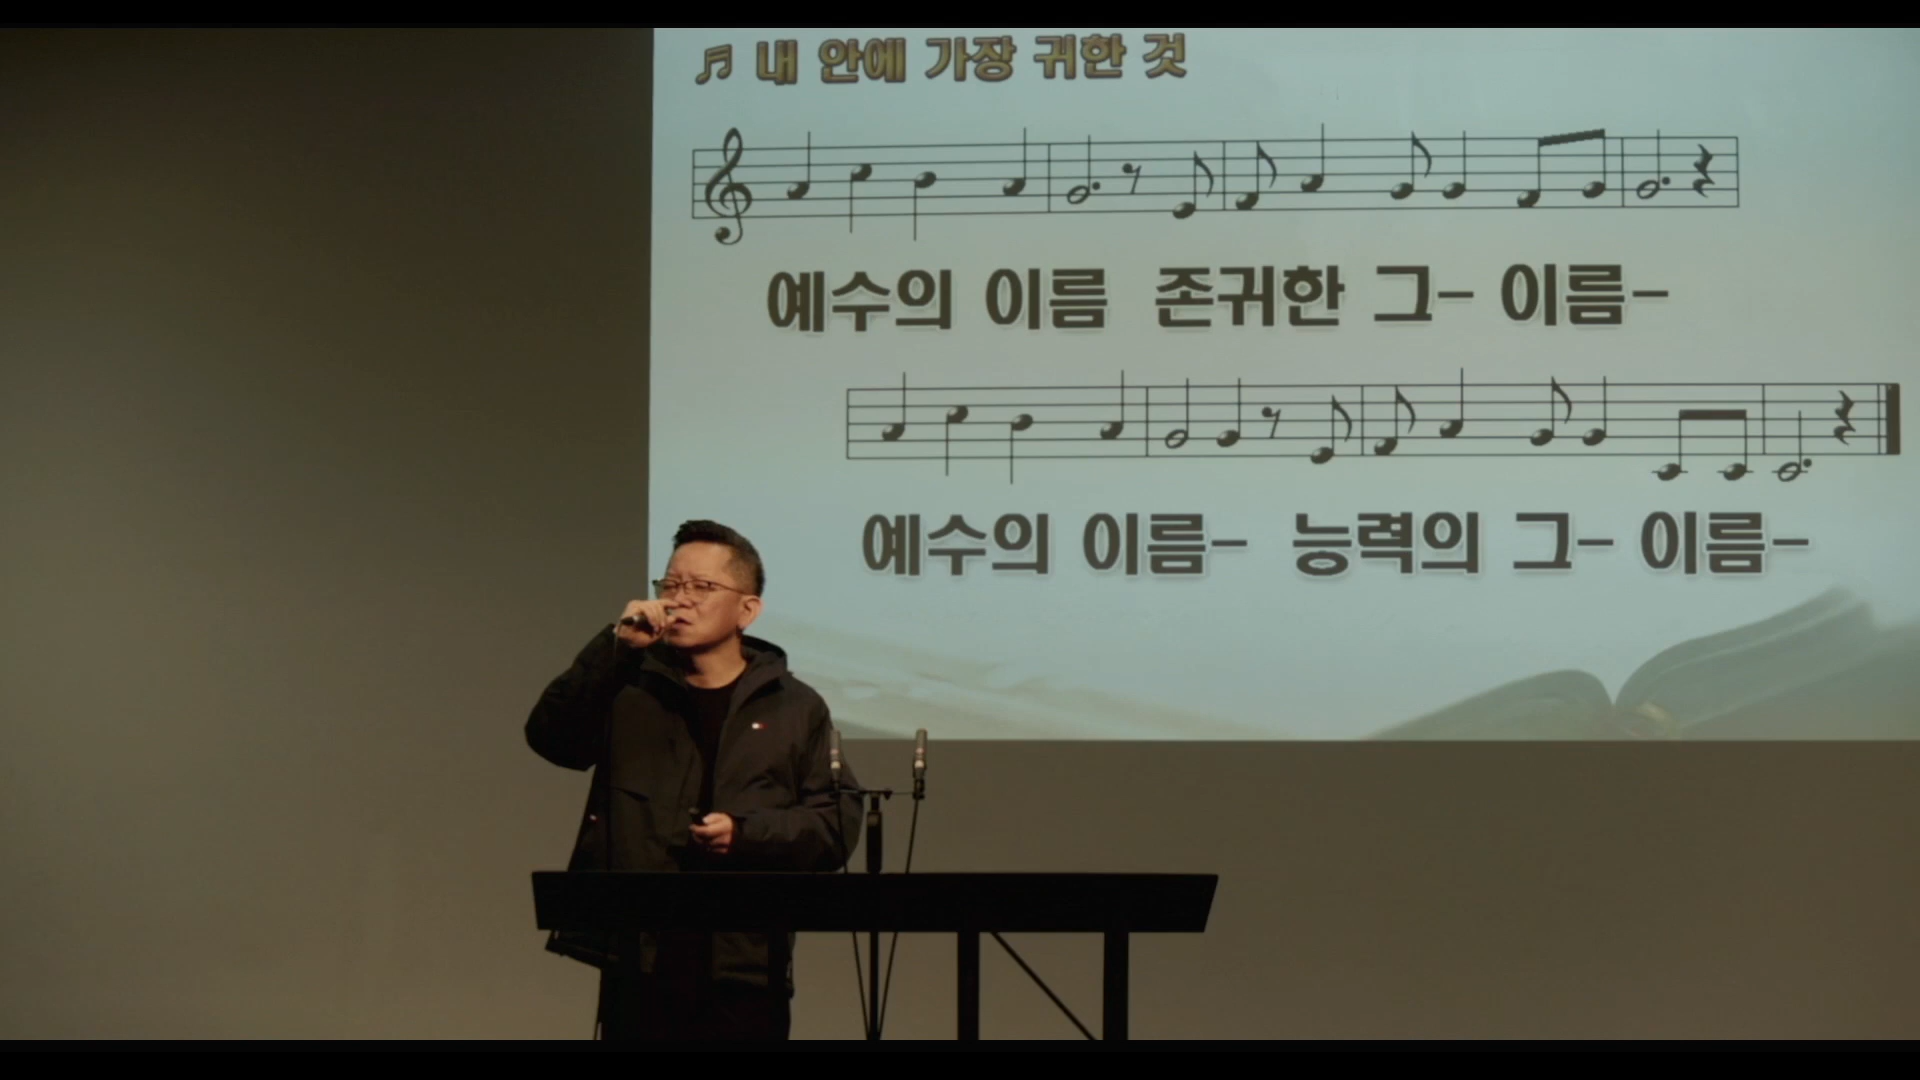 ♫ 내 안에 가장 귀한 것
예수의 이름 존귀한 그- 이름-
예수의 이름- 능력의 그- 이름-